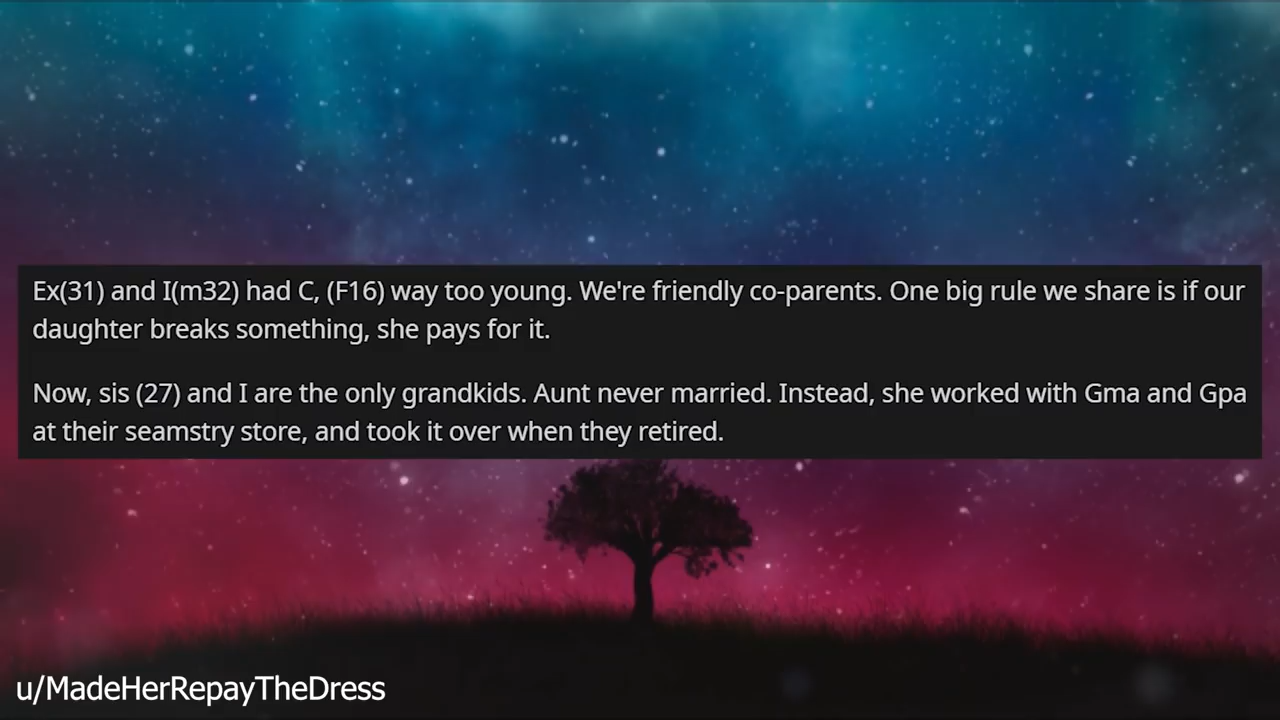 Ex(31) and I(m32) had C, (F16) way too young. We're friendly co-parents. One big rule we share is if our
daughter breaks something, she pays for it.
Now, sis (27) and I are the only grandkids. Aunt never married. Instead, she worked with Gma and Gpa
at their seamstry store, and took it over when they retired.
u/MadeHerRepayTheDress